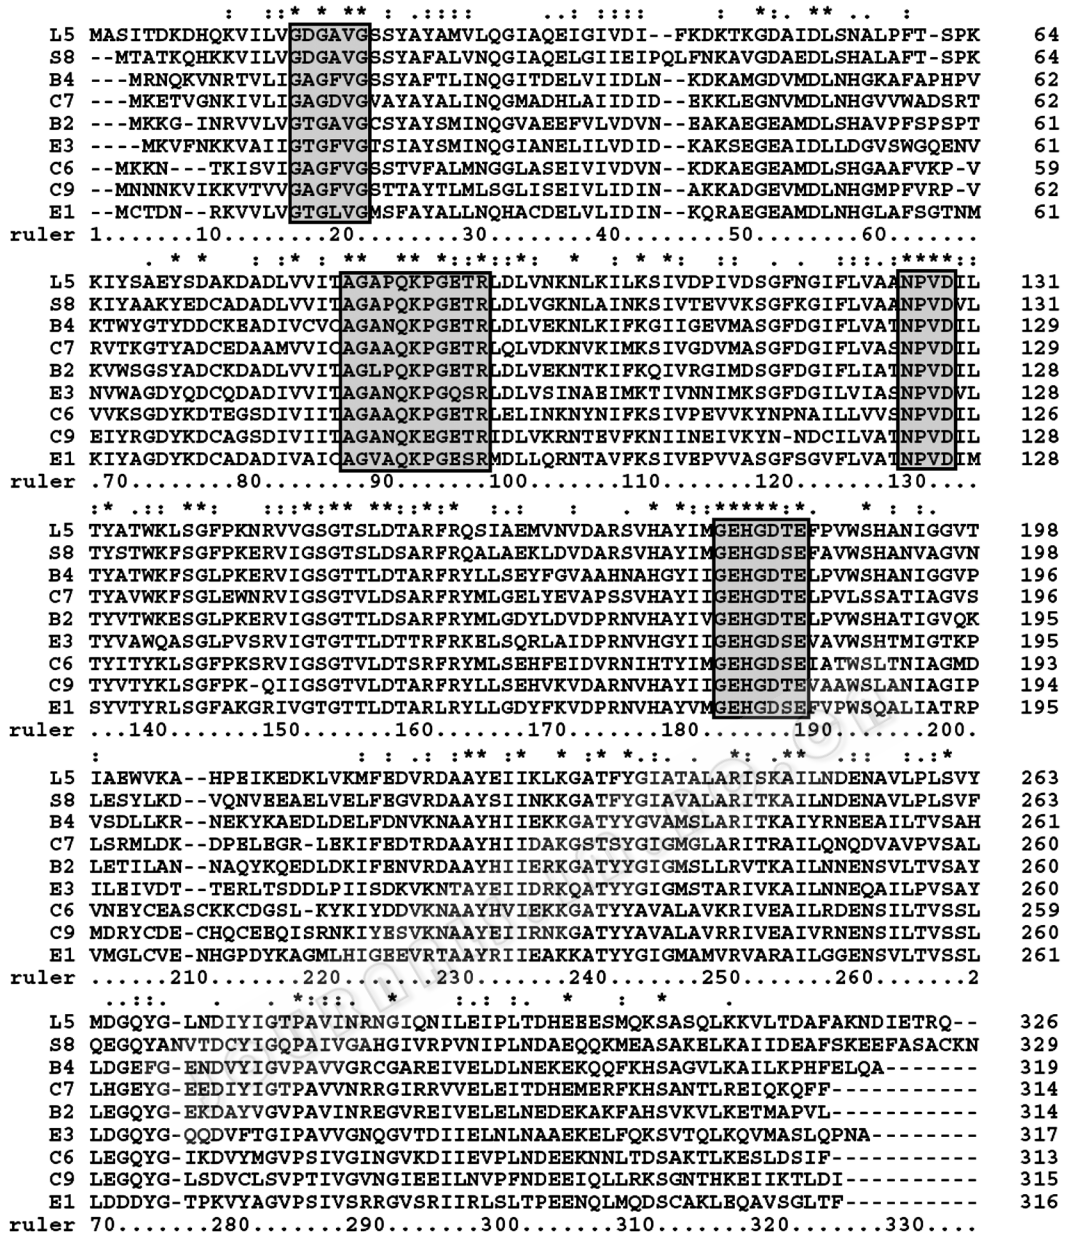 : :: * * ** : .:::: .: :::: : *: .** .. :
L5 MASITDKDHQKVILVGDGAVGSSYAYAMVLQGIAQEIGIVDI--FKDKTKGDAIDLSNALPFT-SPK 64
S8 --MTATKQHKKVILVGDGAVGSSYAFALVNQGIAQELGIIEIPQLFNKAVGDAEDLSHALAFT-SPK 64
B4 ---MRNQKVNRTVLIGAGFVGSSYAFTLINQGITDELVIIDLN--KDKAMGDVMDLNHGKAFAPHPV 62
C7 ---MKETVGNKIVLIGAGDVGVAYAYALINQGMADHLAIIDID--EKKLEGNVMDLNHGVVWADSRT 62
B2 ---MKKG-INRVVLVGTGAVGCSYAYSMINQGVAEEFVLVDVN--EAKAEGEAMDLSHAVPFSPSPT 61
E3 ----MKVFNKKVAIIGTGFVGTSIAYSMINQGIANELILVDVN--KAKSEGEAIDLLDGVSWGQENV 61
C6 --MKKN---TKISVIGAGFVGSSTVFALMNGGLASEIVIVDVN--KDKAEGEAMDLSHGAAFVKP-V 59
C9 --MNNNKVIKKVTVVGAGFVGSTTAYTLMLSGLISEIVLIDIN--AKKADGEVMDLNHGMPFVRP-V 62
E1 --MCTDN--RKVVLVGTGLVGMSFAYALLNQHACDELVLIDIN--KQRAEGEAMDLNHGLAFSGTNM 61
ruler 1.......10........20........30........40........50........60.......
. * * : : * : ** ** *:::*:: : * : : . . :::. : :****: ::
L5 KIYSAEYSDAKDADLVVITAGAPQKPGETRLDLVNKNLKILKSIVDPIVDSGFNGIFLVAANPVDIL 131
S8 KIYAAKYEDCADADLVVITAGAPQKPGETRLDLVGKNLAINKSIVTEVVKSGFKGIFLVAANPVDVL 131
B4 KTWYGTYDDCKEADIVCVCAGANQKPGETRLDLVEKNLKIFKGIIGEVMASGFDGIFLVATNPVDIL 129
C7 RVTKGTYADCEDAAMVVICAGAAQKPGETRLQLVDKNVKIMKSIVGDVMASGFDGIFLVASNPVDIL 129
B2 KVWSGSYADCKDADLVVITAGLPQKPGETRLDLVEKNTKIFKQIVRGIMDSGFDGIFLIATNPVDIL 128
E3 NVWAGDYQDCQDADIVVITAGANQKPGQSRLDLVSINAEIMKTIVNNIMKSGFDGILVIASNPVDVL 128
C6 VVKSGDYKDTEGSDIVIITAGAAQKPGETRLELINKNYNIFKSIVPEVVKYNPNAILLVVSNPVDIL 126
C9 EIYRGDYKDCAGSDIVIITAGANQKEGETRIDLVKRNTEVFKNIINEIVKYN-NDCILVATNPVDIL 128
E1 KIYAGDYKDCADADIVAICAGVAQKPGESRMDLLQRNTAVFKSIVEPVVASGFSGVFLVATNPVDIM 128
ruler .70........80........90.......100.......110.......120.......130....
L5 TYATWKLSGFPKNRVVGSGTSLDTARFRQSIAEMVNVDARSVHAYIMGEHGDTEFPVWSHANIGGVT 198
S8 TYSTWKFSGFPKERVIGSGTSLDSARFRQALAEKLDVDARSVHAYIMGEHGDSEFAVWSHANVAGVN 198
B4 TYATWKFSGLPKERVIGSGTTLDTARFRYLLSEYFGVAAHNAHGYIIGEHGDTELPVWSHANIGGVP 196
C7 TYAVWKFSGLEWNRVIGSGTVLDTARFRYMLGELYEVAPSSVHAYIIGEHGDTELPVLSSATIAGVS 196
B2 TYVTWKESGLPKERVIGSGTTLDSARFRYMLGDYLDVDPRNVHAYIVGEHGDTELPVWSHATIGVQK 195
E3 TYVAWQASGLPVSRVIGTGTTLDTTRFRKELSQRLAIDPRNVHGYIIGEHGDSEVAVWSHTMIGTKP 195
C6 TYITYKLSGFPKSRVIGSGTVLDTSRFRYMLSEHFEIDVRNIHTYIMGEHGDSEIATWSLTNIAGMD 193
C9 TYVTYKLSGFPK-QIIGSGTVLDTARFRYLLSEHVKVDARNVHAYIIGEHGDTEVAAWSLANIAGIP 194
E1 SYVTYRLSGFAKGRIVGTGTVLDTARLRYLLGDYFKVDPRNVHAYVMGEHGDSEFVPWSQALIATRP 195
ruler ...140.......150.......160.......170.......180.......190.......200.
L5 IAEWVKA--HPEIKEDKLVKMFEDVRDAAYEIIKLKGATFYGIATALARISKAILNDENAVLPLSVY 263
S8 LESYLKD--VQNVEEAELVELFEGVRDAAYSIINKKGATFYGIAVALARITKAILNDENAVLPLSVF 263
B4 VSDLLKR--NEKYKAEDLDELFDNVKNAAYHIIEKKGATYYGVAMSLARITKAIYRNEEAILTVSAH 261
C7 LSRMLDK--DPELEGR-LEKIFEDTRDAAYHIIDAKGSTSYGIGMGLARITRAILQNQDVAVPVSAL 260
B2 LETILAN--NAQYKQEDLDKIFENVRDAAYHIIERKGATYYGIGMSLLRVTKAILNNENSVLTVSAY 260
E3 ILEIVDT--TERLTSDDLPIISDKVKNTAYEIIDRKQATYYGIGMSTARIVKAILNNEQAILPVSAY 260
C6 VNEYCEASCKKCDGSL-KYKIYDDVKNAAYHVIEKKGATYYAVALAVKRIVEAILRDENSILTVSSL 259
C9 MDRYCDE-CHQCEEQISRNKIYESVKNAAYEIIRNKGATYYAVALAVRRIVEAILRNENSILTVSSL 260
E1 VMGLCVE-NHGPDYKAGMLHIGEEVRTAAYRIIEAKKATYYGIGMAMVRVARAILGGENSVLTVSSL 261
ruler ......210.......220.......230.......240.......250.......260.......2
L5 MDGQYG-LNDIYIGTPAVINRNGIQNILEIPLTDHEEESMQKSASQLKKVLTDAFAKNDIETRQ-- 326
S8 QEGQYANVTDCYIGQPAIVGAHGIVRPVNIPLNDAEQQKMEASAKELKAIIDEAFSKEEFASACKN 329
B4 LDGEFG-ENDVYIGVPAVVGRCGAREIVELDLNEKEKQQFKHSAGVLKAILKPHFELQA------- 319
C7 LHGEYG-EEDIYIGTPAVVNRRGIRRVVELEITDHEMERFKHSANTLREIQKQFF----------- 314
B2 LEGQYG-EKDAYVGVPAVINREGVREIVELELNEDEKAKFAHSVKVLKETMAPVL----------- 314
E3 LDGQYG-QQDVFTGIPAVVGNQGVTDIIELNLNAAEKELFQKSVTQLKQVMASLQPNA-------- 317
C6 LEGQYG-IKDVYMGVPSIVGINGVKDIIEVPLNDEEKNNLTDSAKTLKESLDSIF----------- 313
C9 LEGQYG-LSDVCLSVPTIVGVNGIEEILNVPFNDEEIQLLRKSGNTHKEIIKTLDI---------- 315
E1 LDDDYG-TPKVYAGVPSIVSRRGVSRIIRLSLTPEENQLMQDSCAKLEQAVSGLTF---------- 316
ruler 70.......280.......290.......300.......310.......320.......330.....